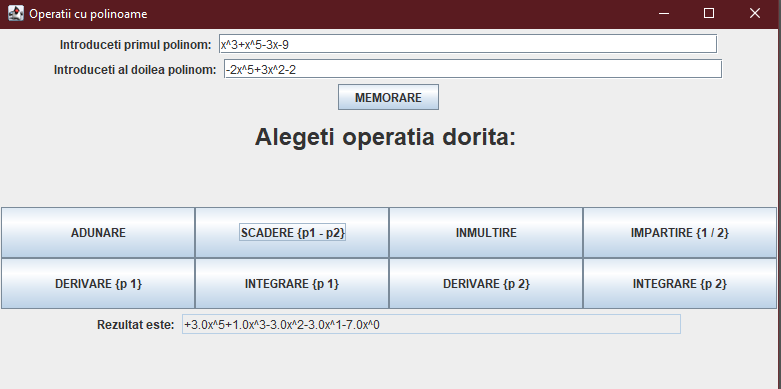 Operatii cu polinoame
Introduceti primul polinom: x^3+x^5-3x-9
Introduceti al doilea polinom: -2x^5+3x^2-2
MEMORARE
Alegeti operatia dorita:
ADUNARE SCADERE {p1 - p2} INMULTIRE IMPARTIRE {1 / 2}
DERIVARE {p 1} INTEGRARE {p 1} DERIVARE {p 2} INTEGRARE {p 2}
Rezultat este: +3.0x^5+1.0x^3-3.0x^2-3.0x^1-7.0x^0